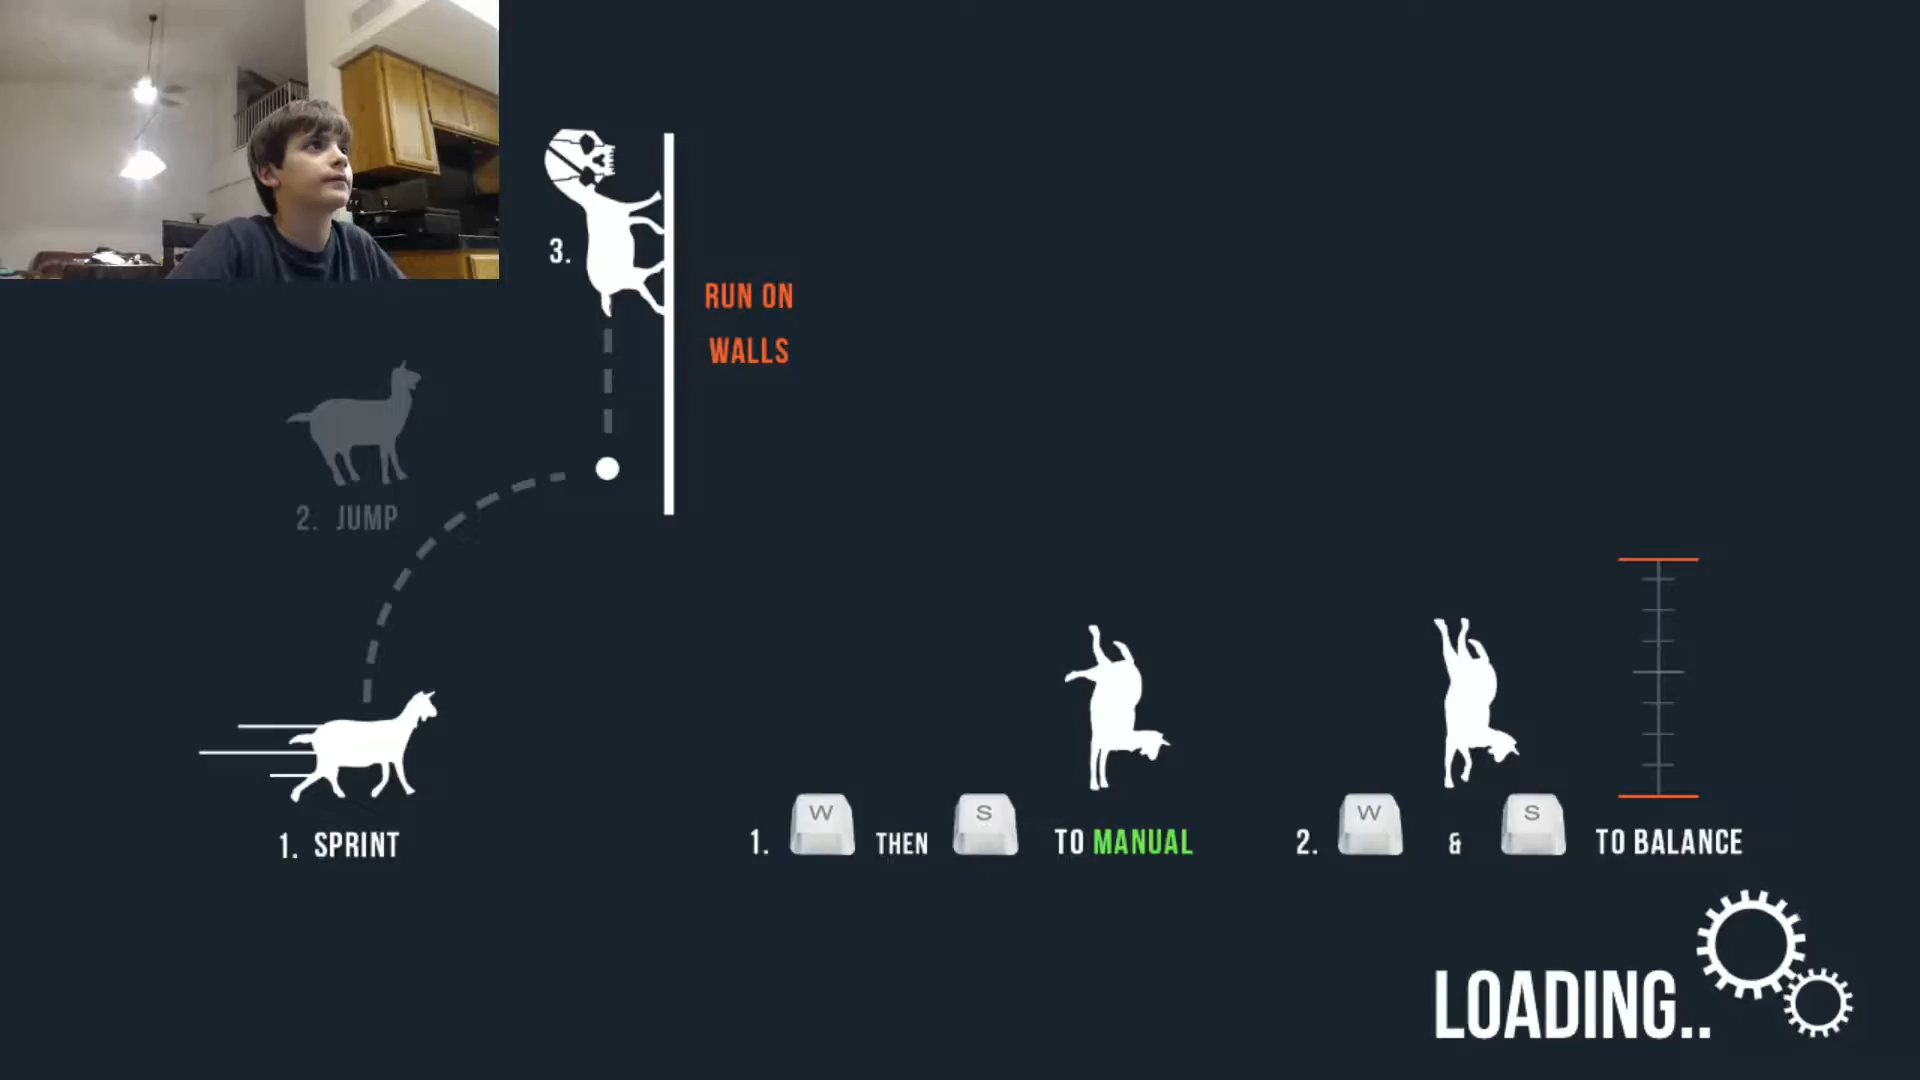 3.
RUN ON
WALLS
2. JUMP
1. SPRINT
1. W THEN S TO MANUAL
2. W & S TO BALANCE
LOADING..